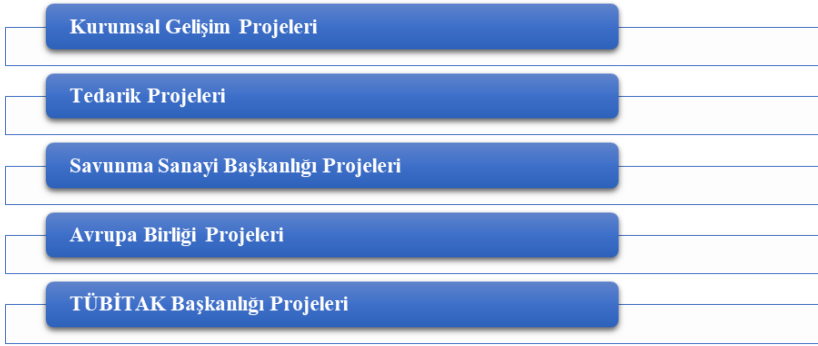 Kurumsal Gelişim Projeleri
Tedarik Projeleri
Savunma Sanayi Başkanlığı Projeleri
Avrupa Birliği Projeleri
TÜBİTAK Başkanlığı Projeleri